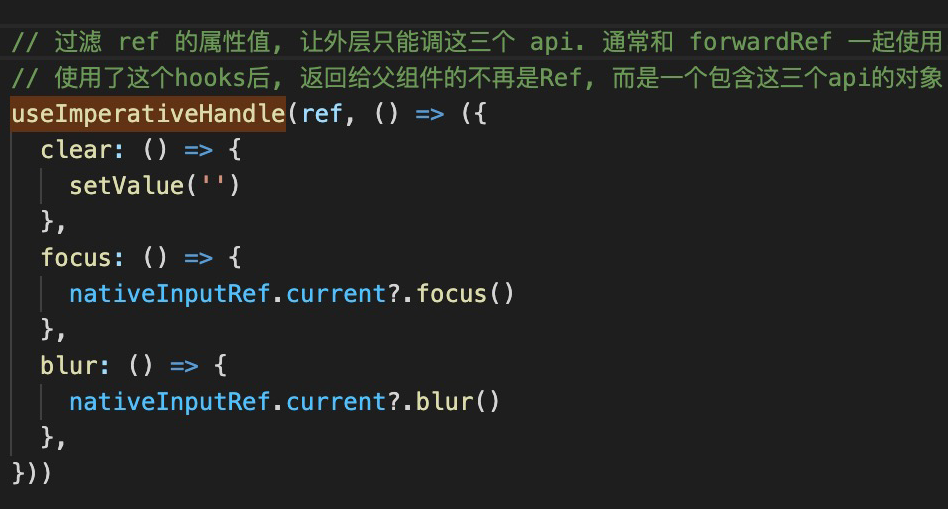 // 过滤 ref 的属性值, 让外层只能调这三个 api. 通常和 forwardRef 一起使用
// 使用了这个hooks后, 返回给父组件的不再是Ref, 而是一个包含这三个api的对象
useImperativeHandle(ref, () => ({
  clear: () => {
    setValue('')
  },
  focus: () => {
    nativeInputRef.current?.focus()
  },
  blur: () => {
    nativeInputRef.current?.blur()
  },
}))